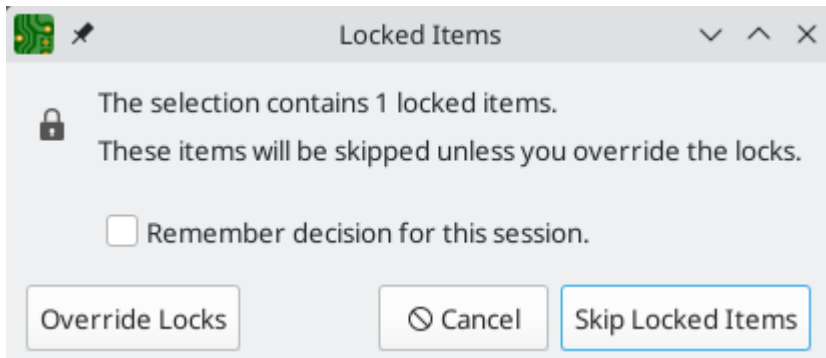 Locked Items
The selection contains 1 locked items.
These items will be skipped unless you override the locks.
Remember decision for this session.
Override Locks
Cancel
Skip Locked Items